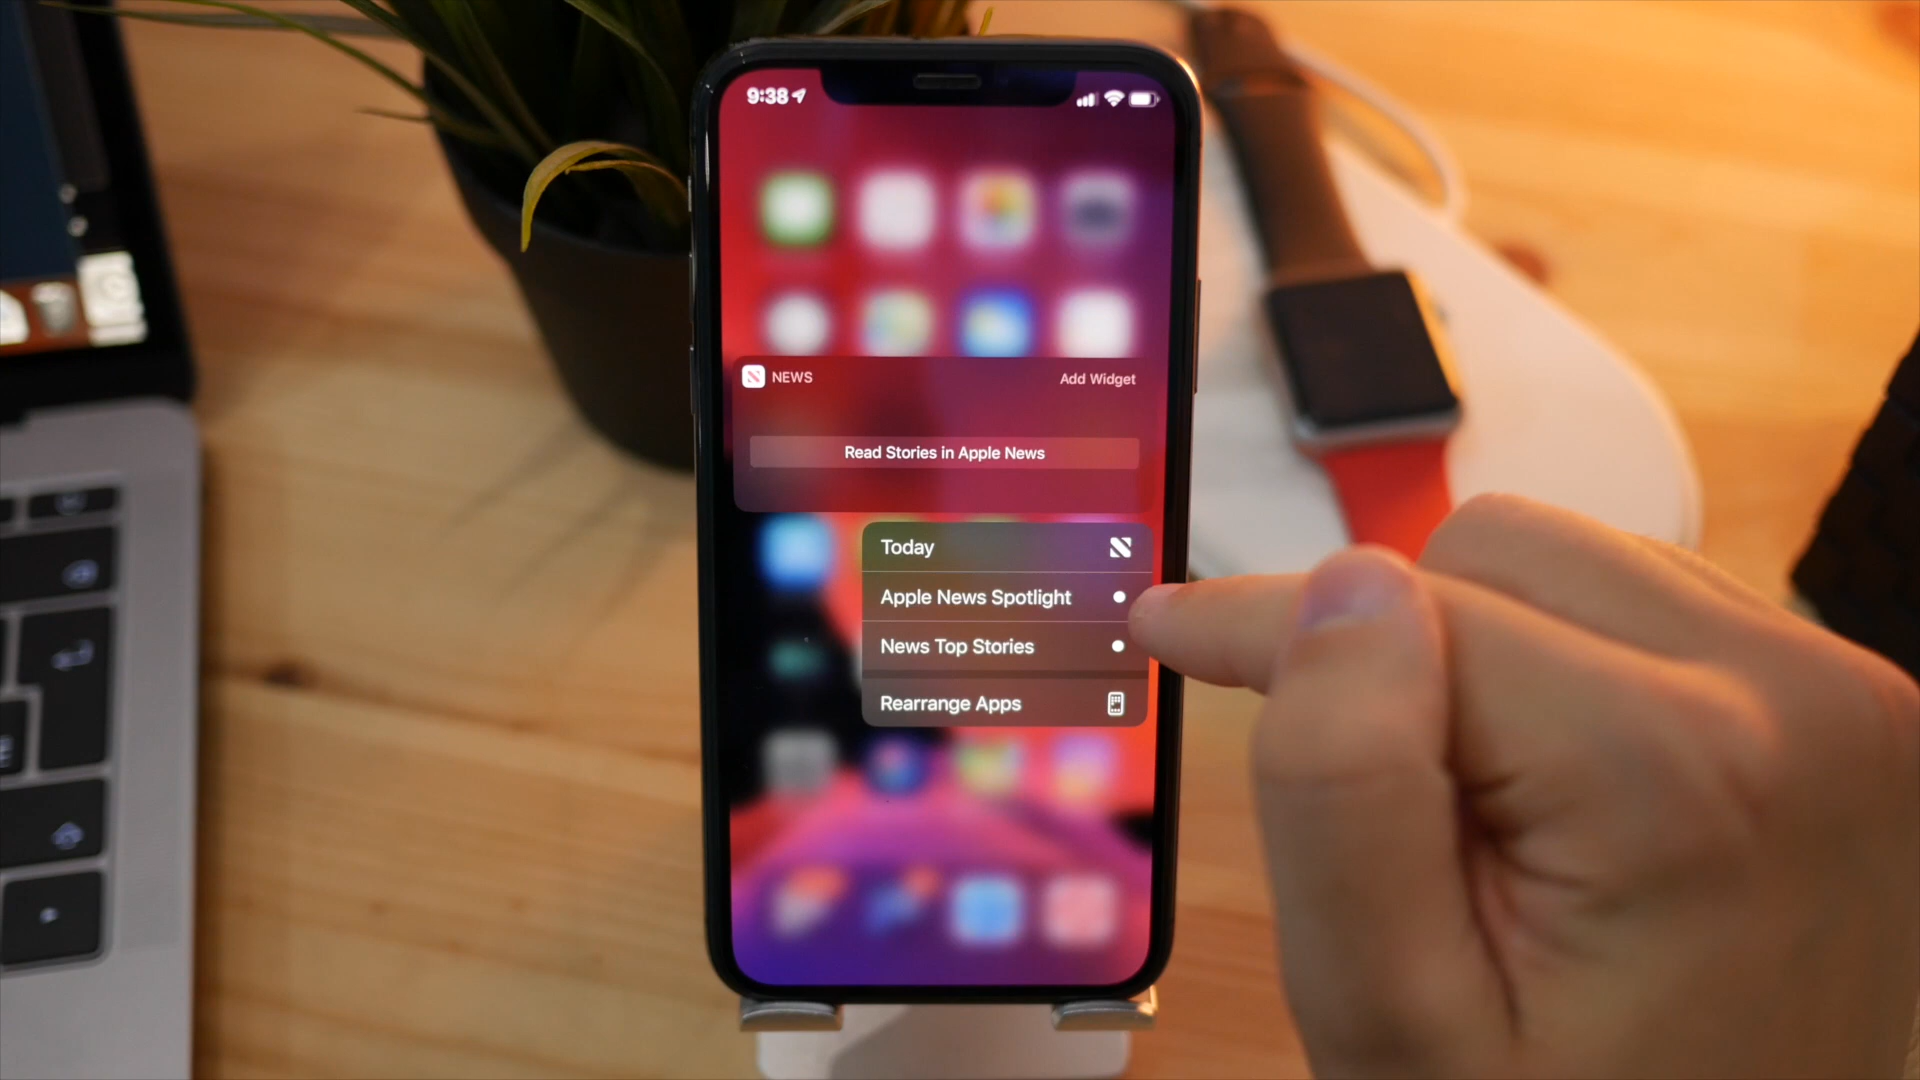 9:38
NEWS
Add Widget
Read Stories in Apple News
Today
Apple News Spotlight
News Top Stories
Rearrange Apps